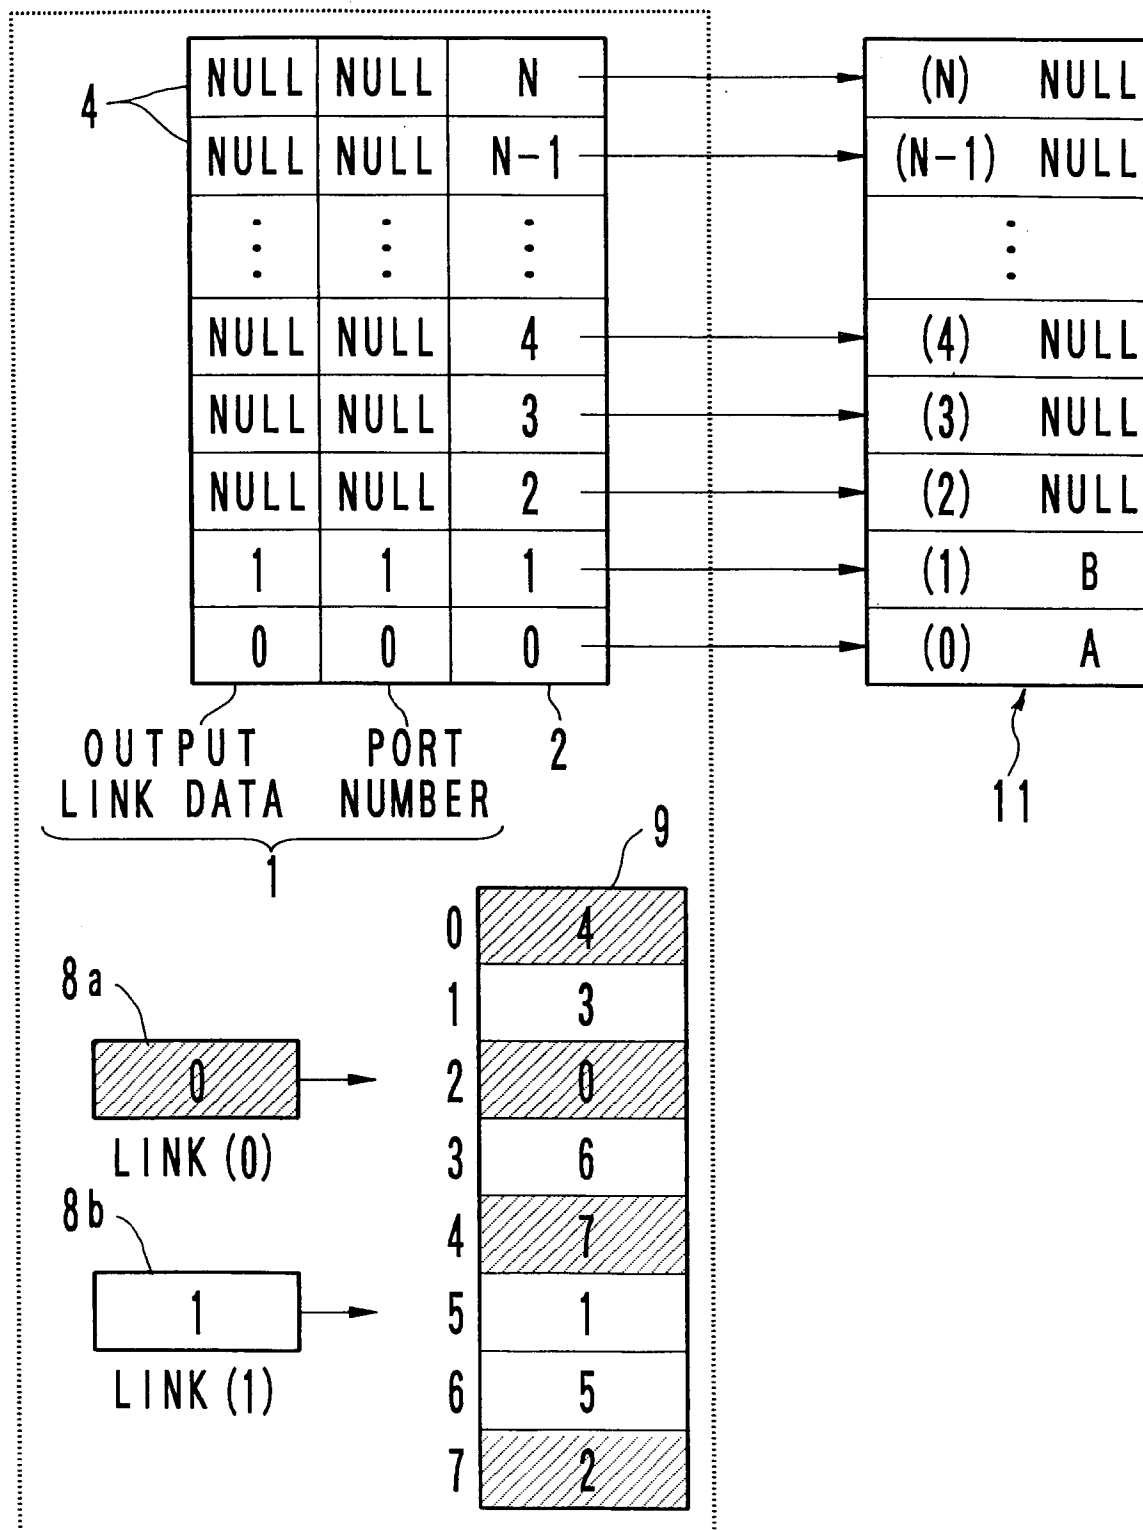 NULL NULL N (N) NULL
4
NULL NULL N-1 (N-1) NULL
NULL NULL 4 (4) NULL
NULL NULL 3 (3) NULL
NULL NULL 2 (2) NULL
1 1 1 (1) B
0 0 0 (0) A
OUTPUT LINK DATA
PORT NUMBER
2
11
1
9
0 4
8a
1 3
0
2 0
LINK (0)
3 6
8b
4 7
1
5 1
LINK (1)
6 5
7 2